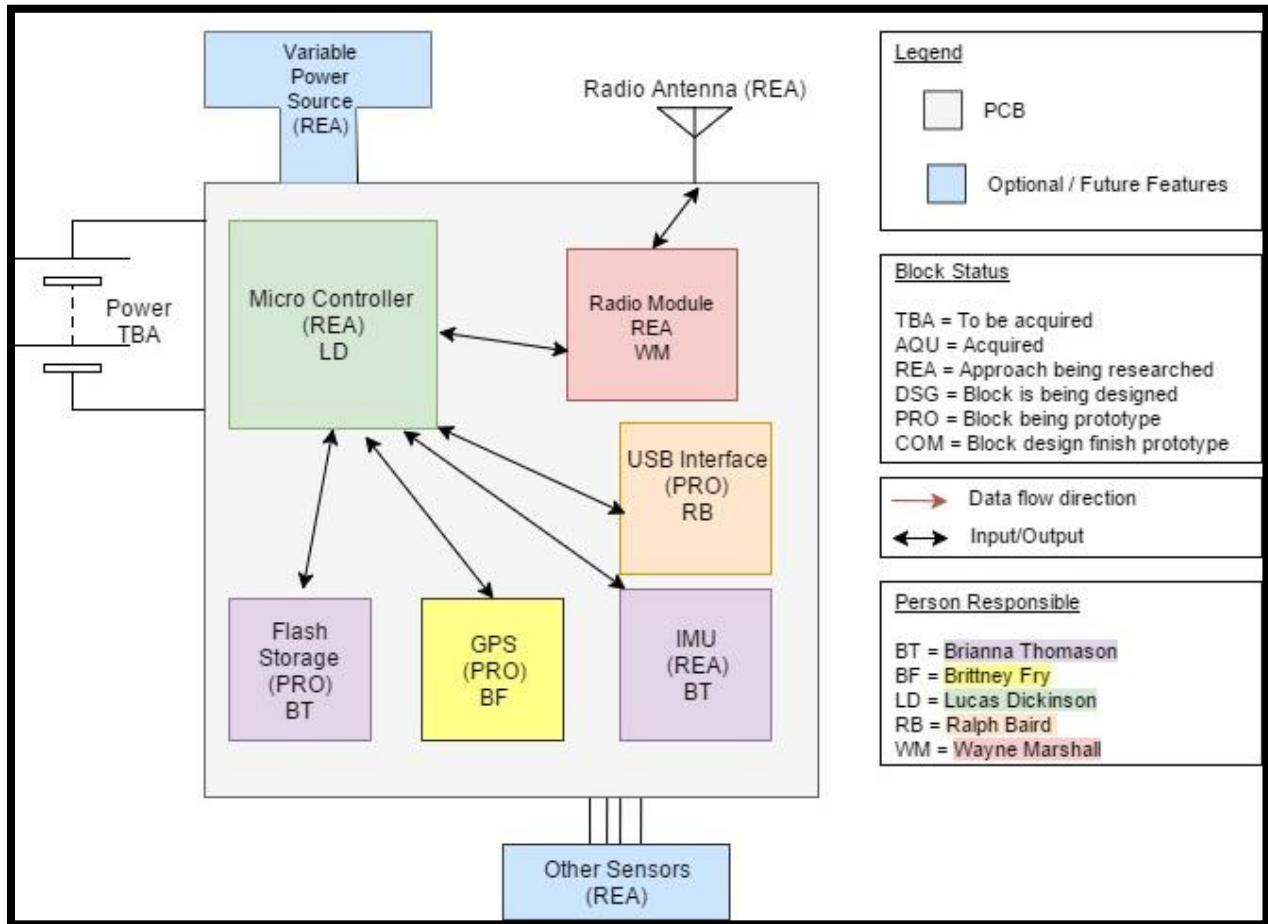 Variable
Power
Source
(REA)
Radio Antenna (REA)
Power
TBA
Micro Controller
(REA)
LD
Radio Module
REA
WM
USB Interface
(PRO)
RB
Flash
Storage
(PRO)
BT
GPS
(PRO)
BF
IMU
(REA)
BT
Other Sensors
(REA)
Legend
PCB
Optional / Future Features
Block Status
TBA = To be acquired
AQU = Acquired
REA = Approach being researched
DSG = Block is being designed
PRO = Block being prototype
COM = Block design finish prototype
Data flow direction
Input/Output
Person Responsible
BT = Brianna Thomason
BF = Brittney Fry
LD = Lucas Dickinson
RB = Ralph Baird
WM = Wayne Marshall